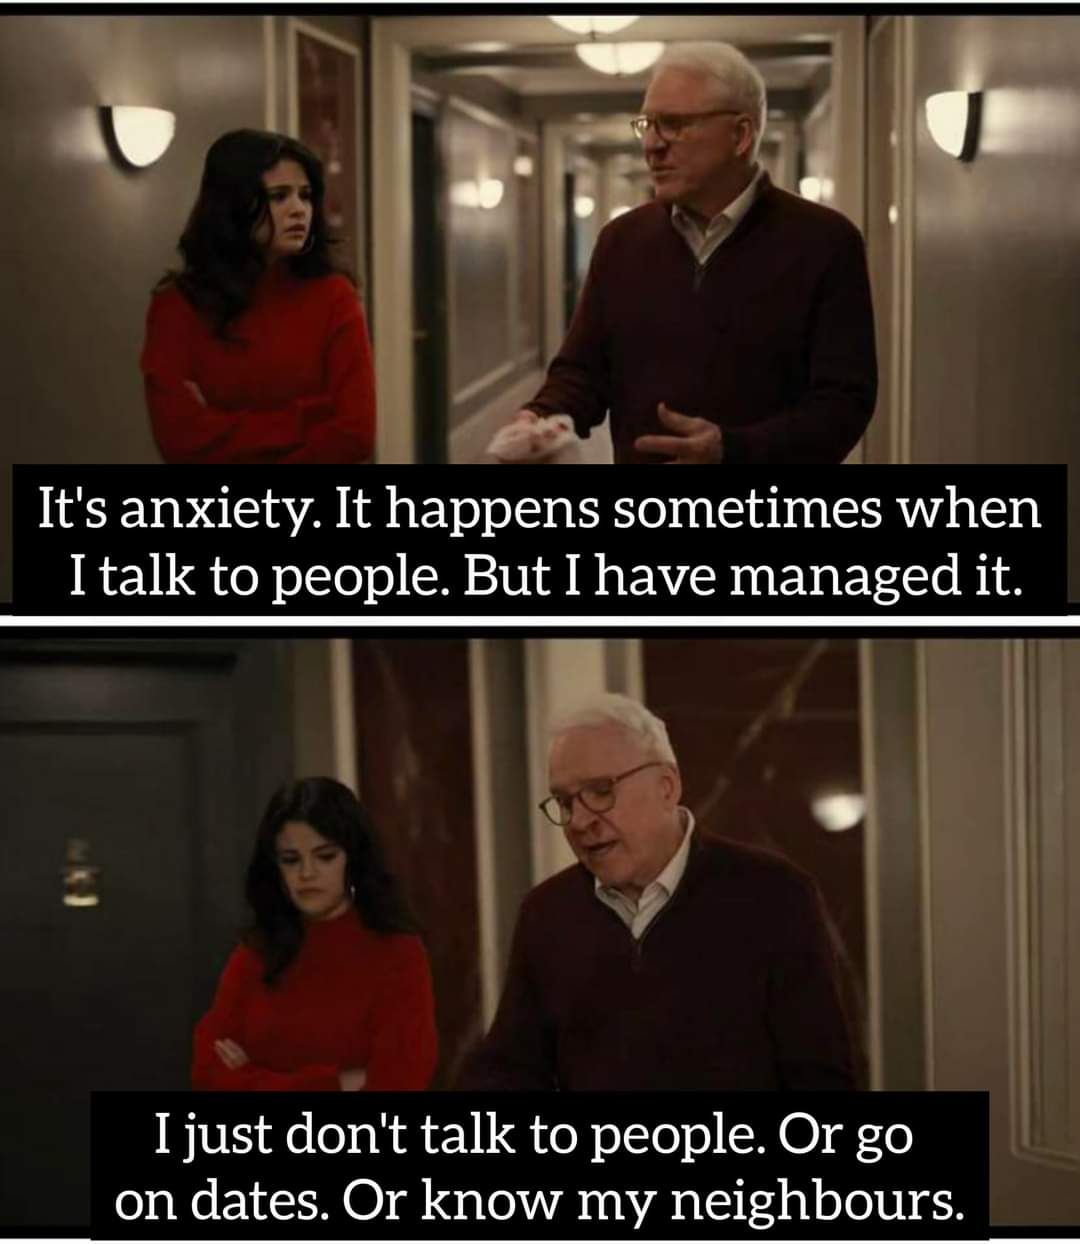 It's anxiety. It happens sometimes when
I talk to people. But I have managed it.
I just don't talk to people. Or go
on dates. Or know my neighbours.